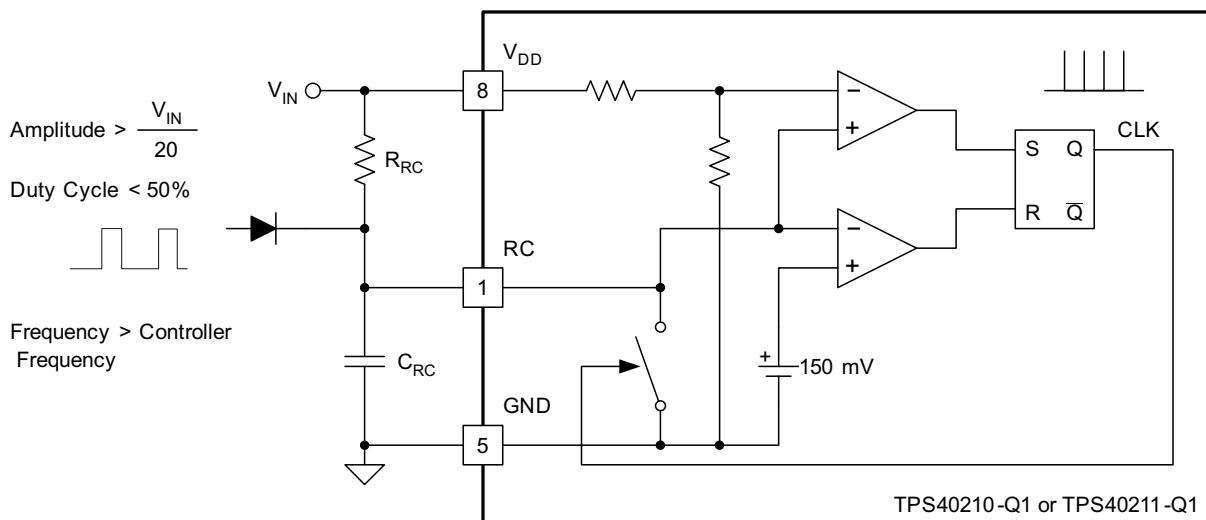 V_DD
V_IN
8
Amplitude > V_IN / 20
R_RC
Duty Cycle < 50%
−
+
S Q
R Q̅
CLK
RC
1
−
+
Frequency > Controller
Frequency
C_RC
+
150 mV
GND
5
TPS40210-Q1 or TPS40211-Q1